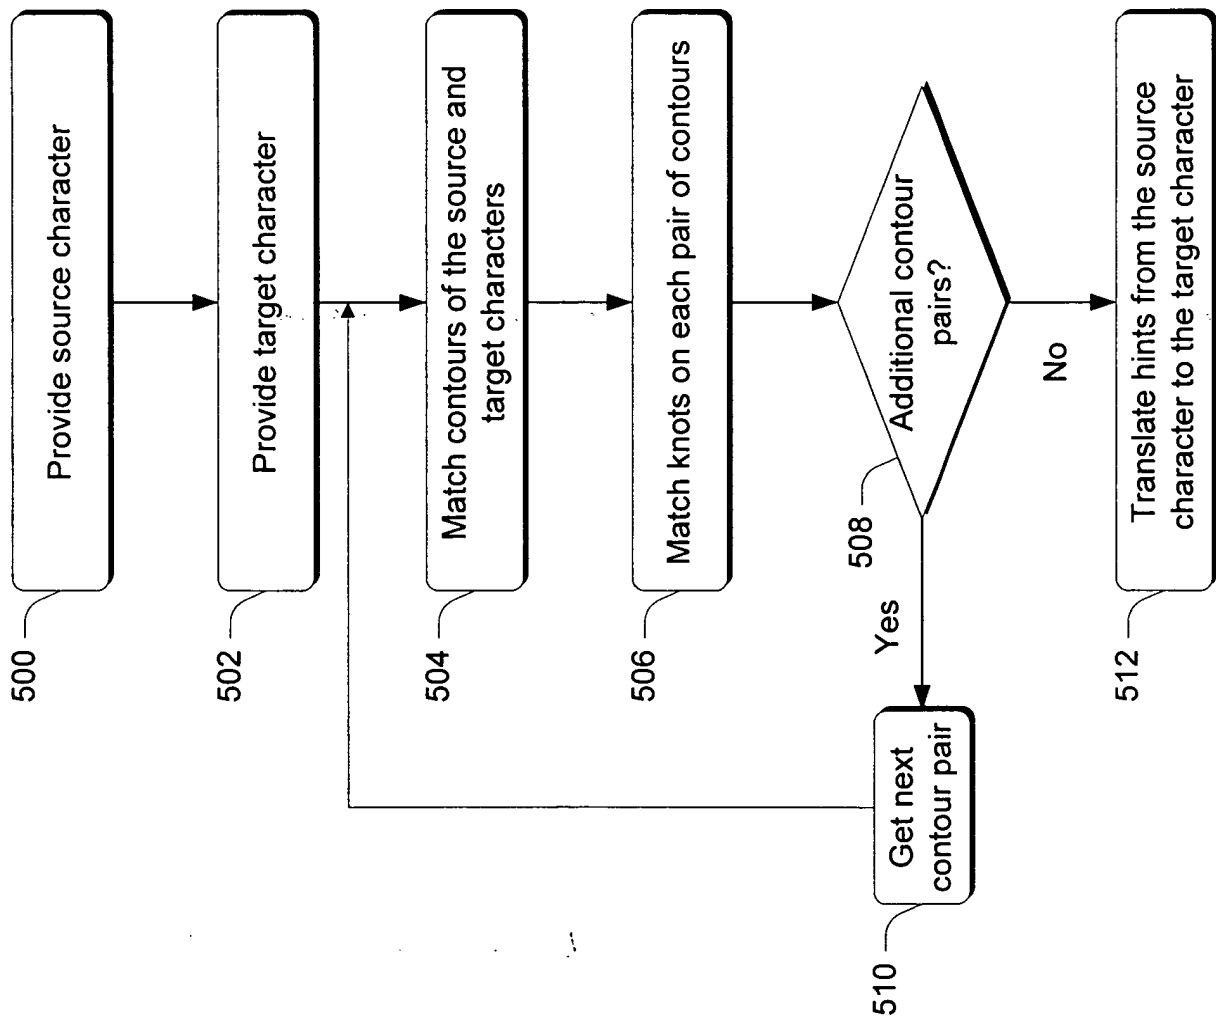 500
Provide source character
502
Provide target character
504
Match contours of the source and
target characters
506
Match knots on each pair of contours
508
Additional contour
pairs?
Yes
No
510
Get next
contour pair
512
Translate hints from the source
character to the target character